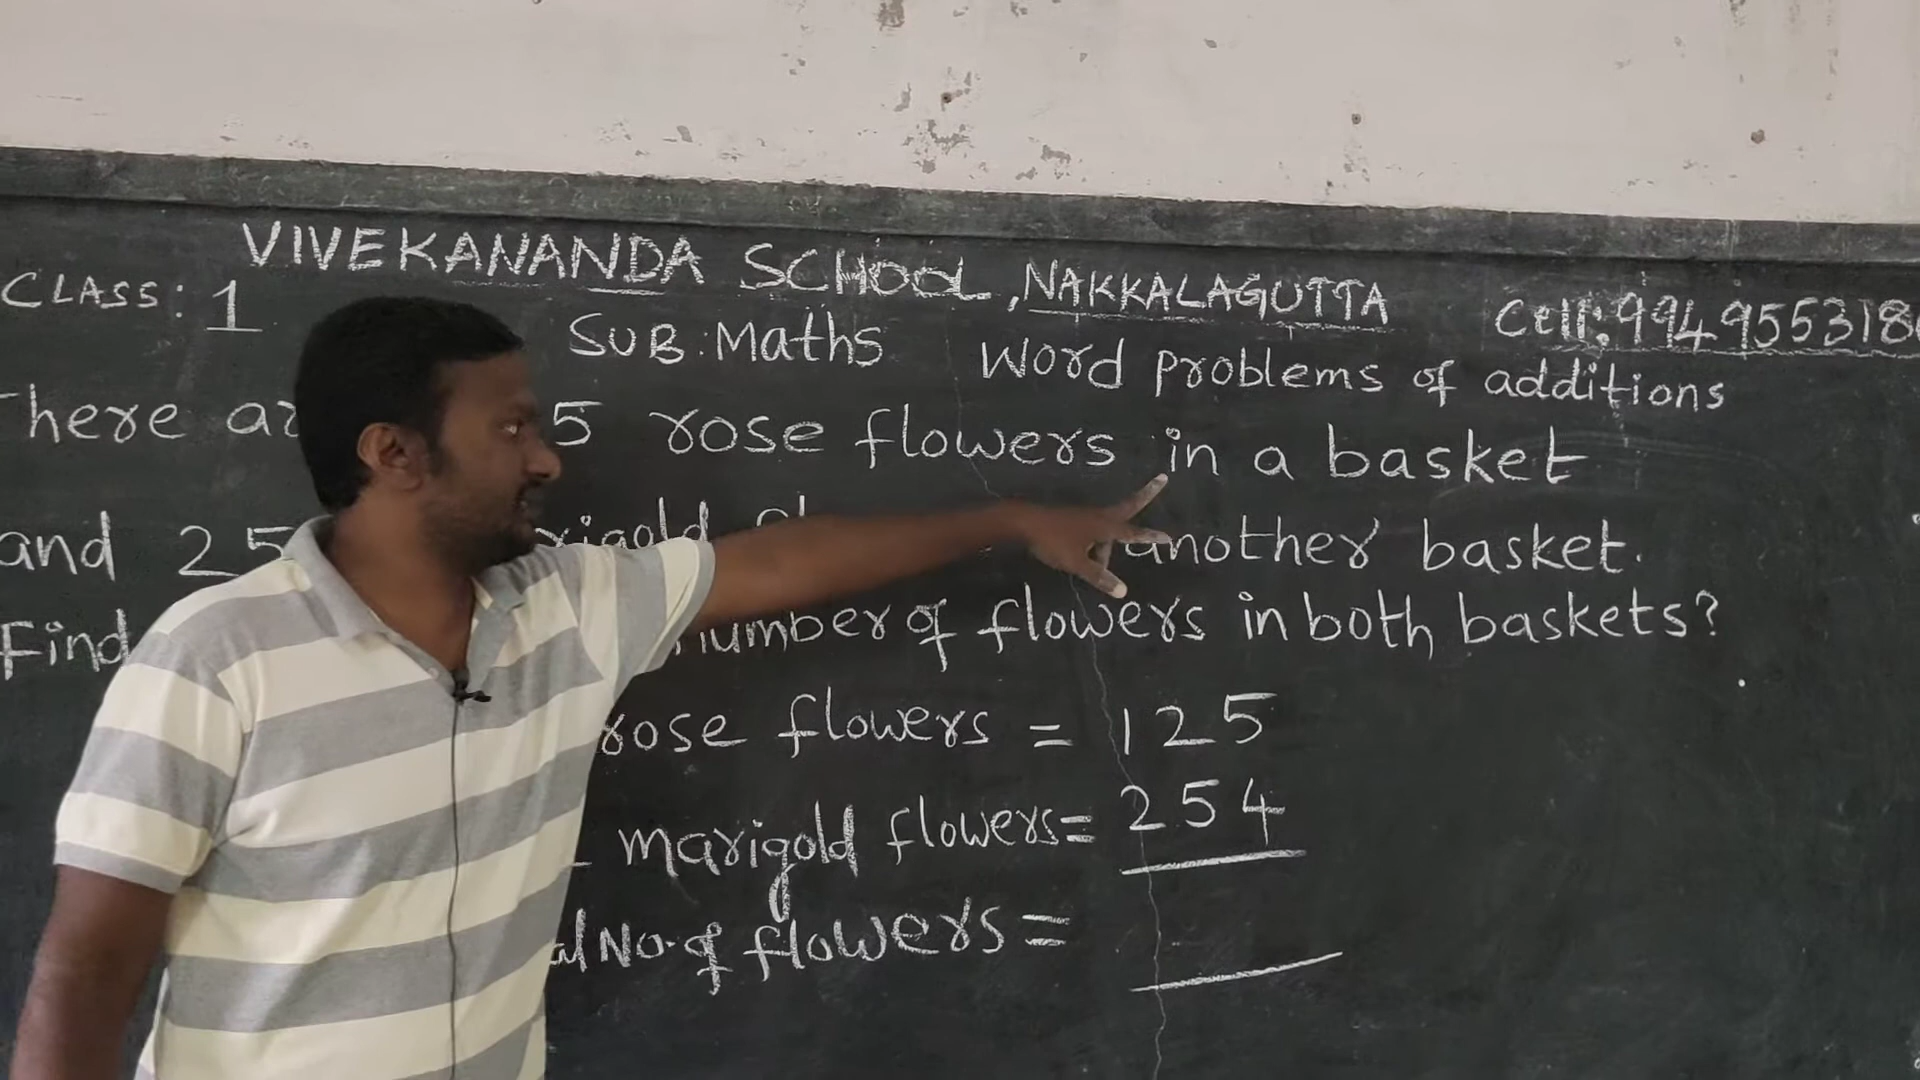 VIVEKANANDA SCHOOL, NAKKALAGUTTA
CLASS: 1
SUB: Maths
Cell: 994955318
Word problems of additions
here 5 rose flowers in a basket
and 25 another basket.
Find number of flowers in both baskets?
rose flowers = 125
marigold flowers = 254
No. of flowers =